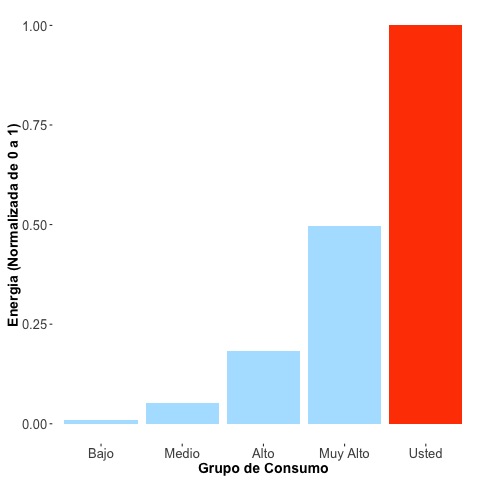 Energia (Normalizada de 0 a 1)
1.00
0.75
0.50
0.25
0.00
Bajo Medio Alto Muy Alto Usted
Grupo de Consumo